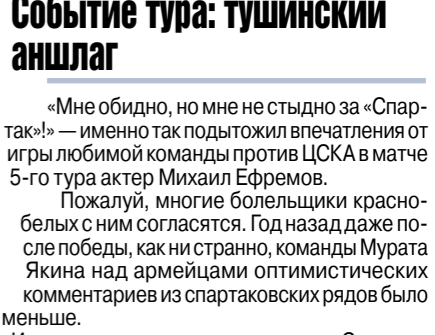 Событие тура: тушинский
аншлаг
«Мне обидно, но мне не стыдно за «Спар-
так»!» — именно так подытожил впечатления от
игры любимой команды против ЦСКА в матче
5-го тура актер Михаил Ефремов.
Пожалуй, многие болельщики красно-
белых с ним согласятся. Год назад даже по-
сле победы, как ни странно, команды Мурата
Якина над армейцами оптимистических
комментариев из спартаковских рядов было
меньше.